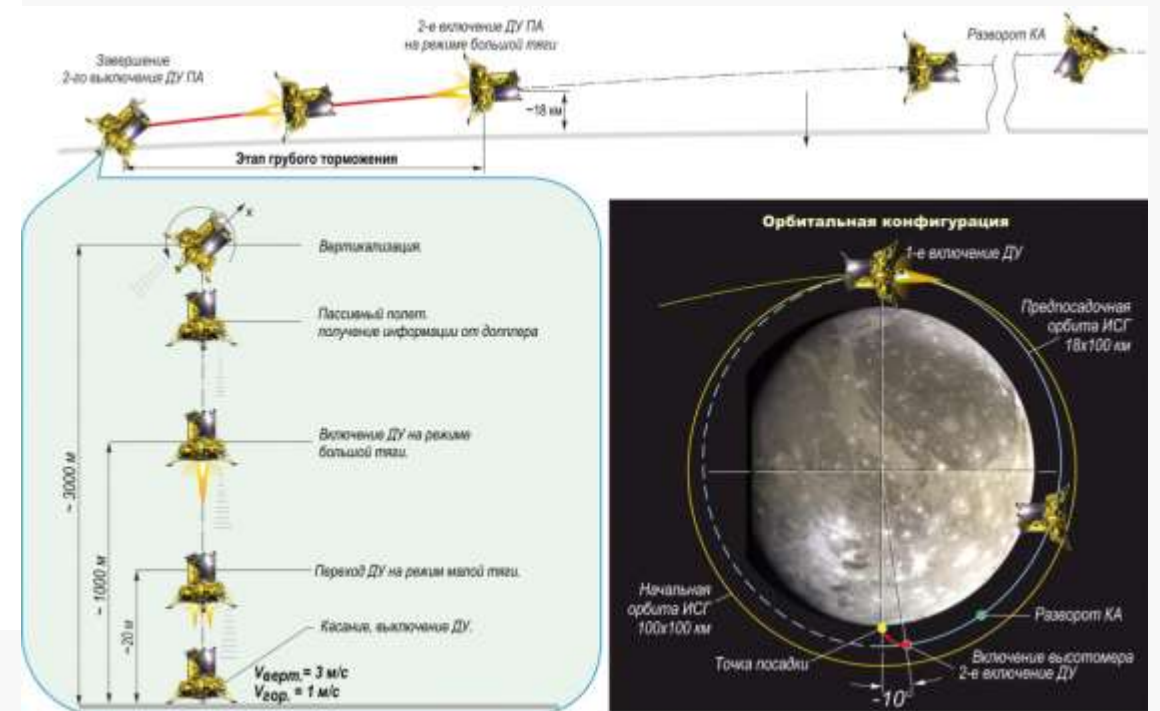 2-е включение ДУ ПА
на режиме большой тяги
Разворот КА
Завершение
2-го выключения ДУ ПА
~18 км
Этап грубого торможения
x
Вертикализация.
Пассивный полет.
получение информации от допплера
Включение ДУ на режиме
большой тяги.
Переход ДУ на режим малой тяги.
Касание, выключение ДУ.
Vверт.= 3 м/с
Vгор. = 1 м/с
~ 3000 м
~ 1000 м
~20 м
Орбитальная конфигурация
1-е включение ДУ
Предпосадочная
орбита ИСГ
18x100 км
Начальная
орбита ИСГ
100x100 км
Разворот КА
Точка посадки
Включение высотомера
2-е включение ДУ
~10°